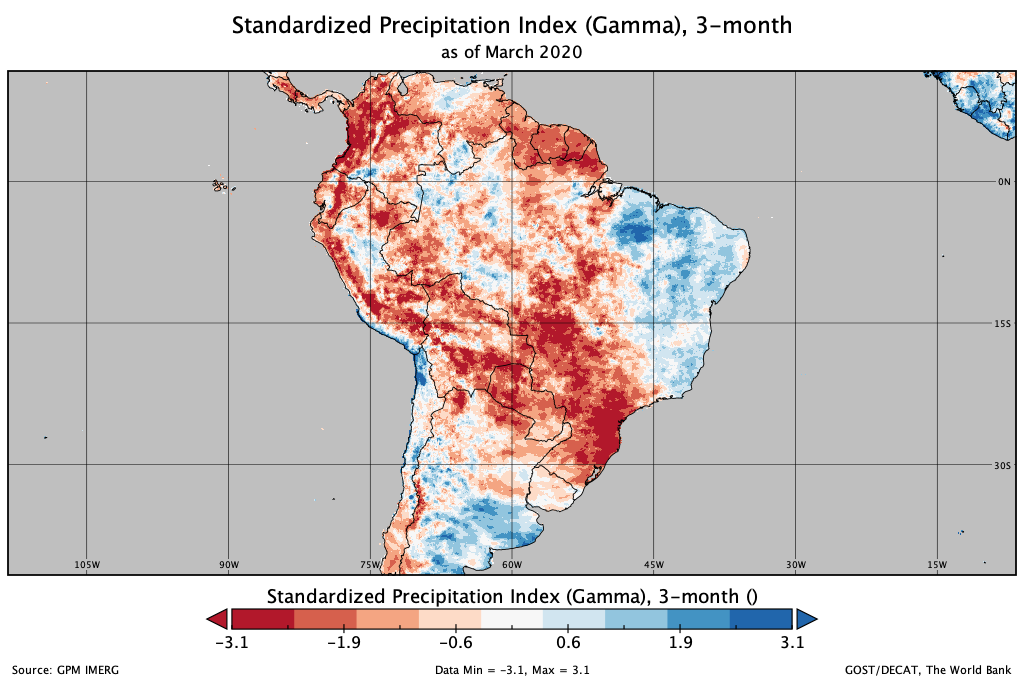 Standardized Precipitation Index (Gamma), 3-month
as of March 2020
0N
15S
30S
105W 90W 75W 60W 45W 30W 15W
Standardized Precipitation Index (Gamma), 3-month ()
−3.1 −1.9 −0.6 0.6 1.9 3.1
Source: GPM IMERG Data Min = −3.1, Max = 3.1 GOST/DECAT, The World Bank